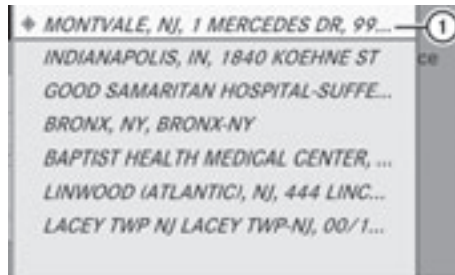 MONTVALE, NJ, 1 MERCEDES DR, 99... 1
INDIANAPOLIS, IN, 1840 KOEHNE ST
ce
GOOD SAMARITAN HOSPITAL-SUFFE...
BRONX, NY, BRONX-NY
BAPTIST HEALTH MEDICAL CENTER, ...
LINWOOD (ATLANTIC), NJ, 444 LINC...
LACEY TWP NJ LACEY TWP-NJ, 00/1...